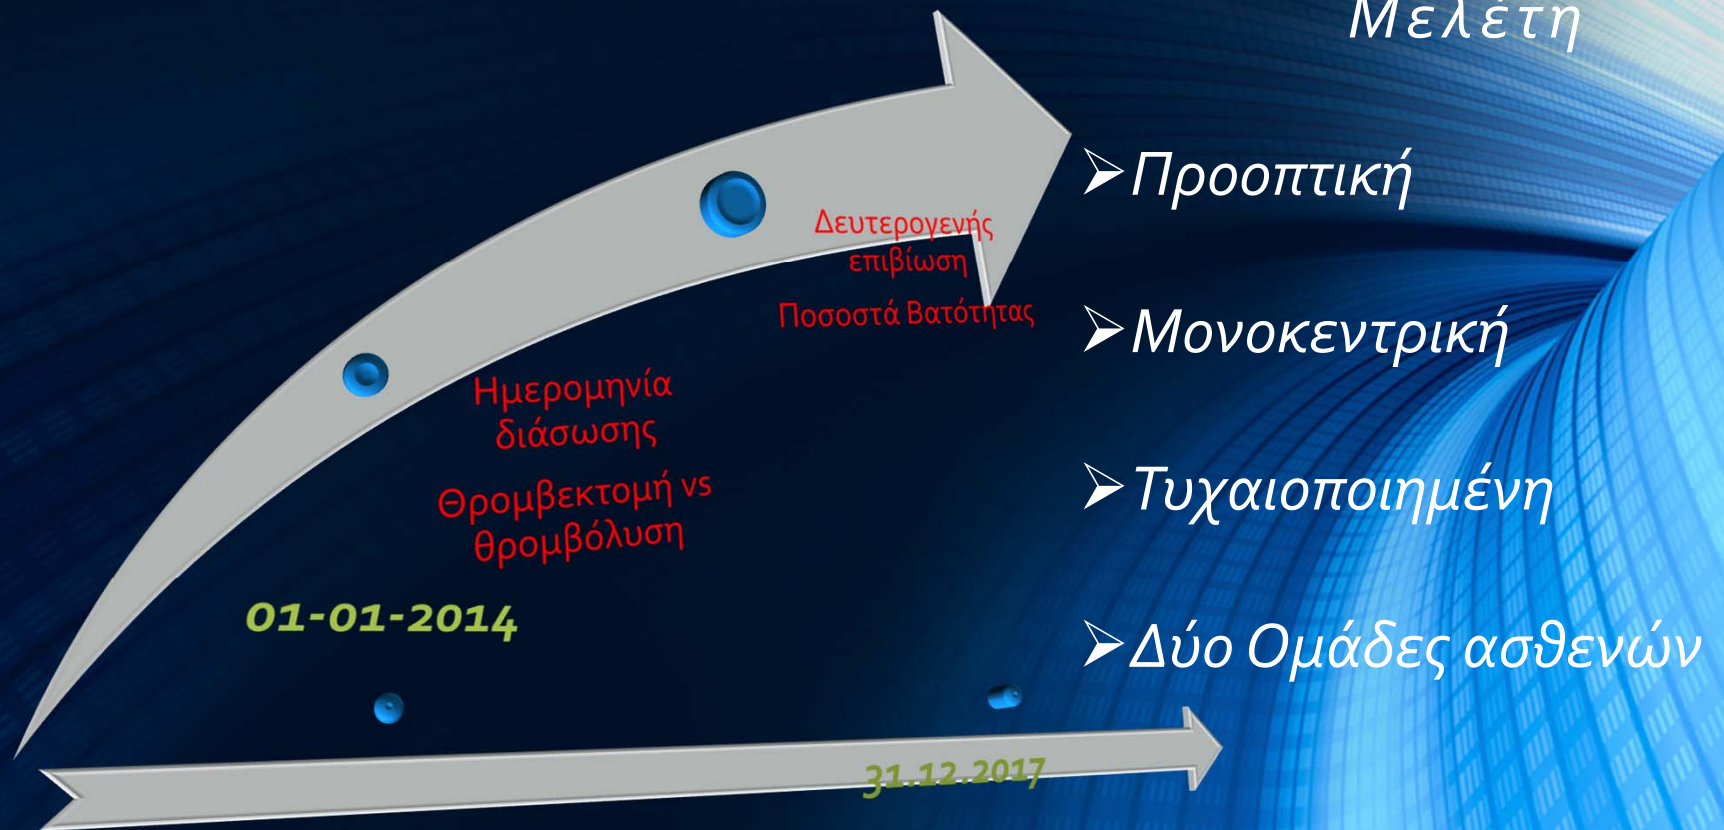 Μελέτη
➢Προοπτική
➢Μονοκεντρική
➢Τυχαιοποιημένη
➢Δύο Ομάδες ασθενών
Δευτερογενής
επιβίωση
Ποσοστά Βατότητας
Ημερομηνία
διάσωσης
Θρομβεκτομή vs
θρομβόλυση
01-01-2014
31.12.2017